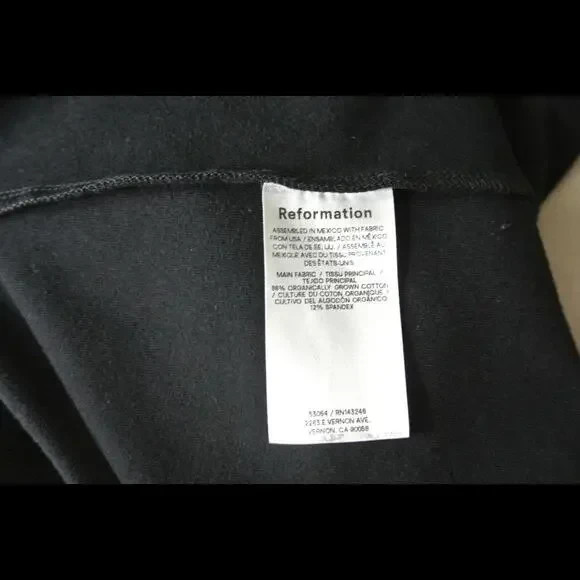 Reformation
ASSEMBLED IN MEXICO WITH FABRIC
FROM USA / ENSAMBLADO EN MÉXICO
CON TELA DE EE. UU. / ASSEMBLÉ AU
MEXIQUE AVEC DU TISSU PROVENANT
DES ÉTATS-UNIS
MAIN FABRIC / TISSU PRINCIPAL /
TEJIDO PRINCIPAL
88% ORGANICALLY GROWN COTTON
/ CULTURE DU COTON ORGANIQUE /
CULTIVO DEL ALGODÓN ORGÁNICO
12% SPANDEX
53064 / RN143246
2263 E VERNON AVE.
VERNON, CA 90058